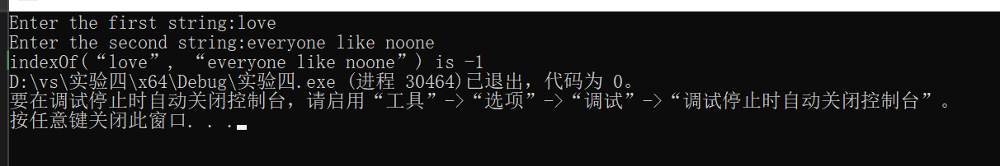 Enter the first string:love
Enter the second string:everyone like noone
indexOf(“love”, “everyone like noone”) is -1
D:\vs\实验四\x64\Debug\实验四.exe (进程 30464)已退出，代码为 0。
要在调试停止时自动关闭控制台，请启用“工具”->“选项”->“调试”->“调试停止时自动关闭控制台”。
按任意键关闭此窗口. . .